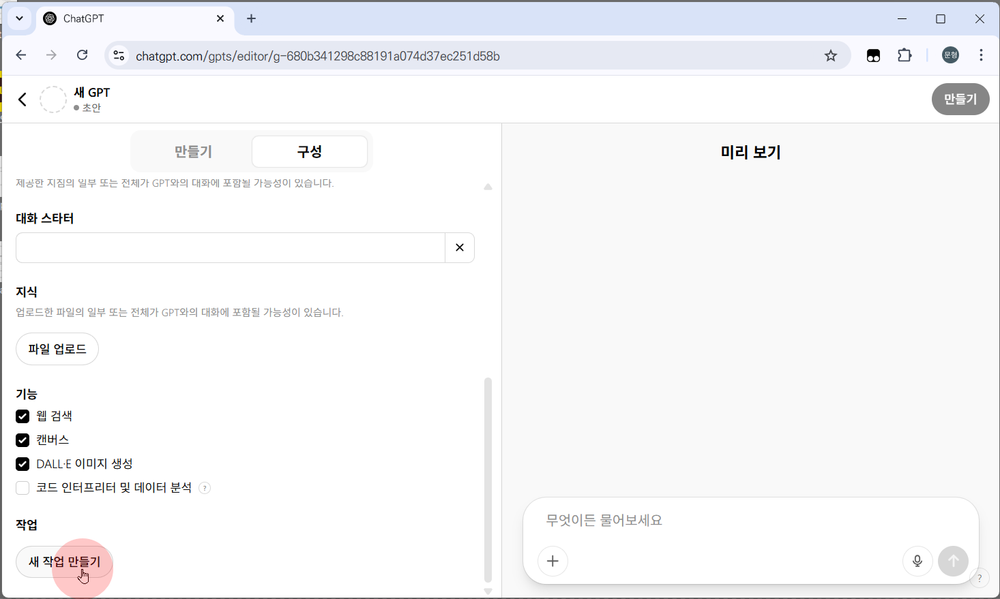 ChatGPT
chatgpt.com/gpts/editor/g-680b341298c88191a074d37ec251d58b
문형
새 GPT
초안
만들기
만들기
구성
제공한 지침의 일부 또는 전체가 GPT와의 대화에 포함될 가능성이 있습니다.
대화 스타터
지식
업로드한 파일의 일부 또는 전체가 GPT와의 대화에 포함될 가능성이 있습니다.
파일 업로드
기능
웹 검색
캔버스
DALL·E 이미지 생성
코드 인터프리터 및 데이터 분석 ?
작업
새 작업 만들기
미리 보기
무엇이든 물어보세요
?